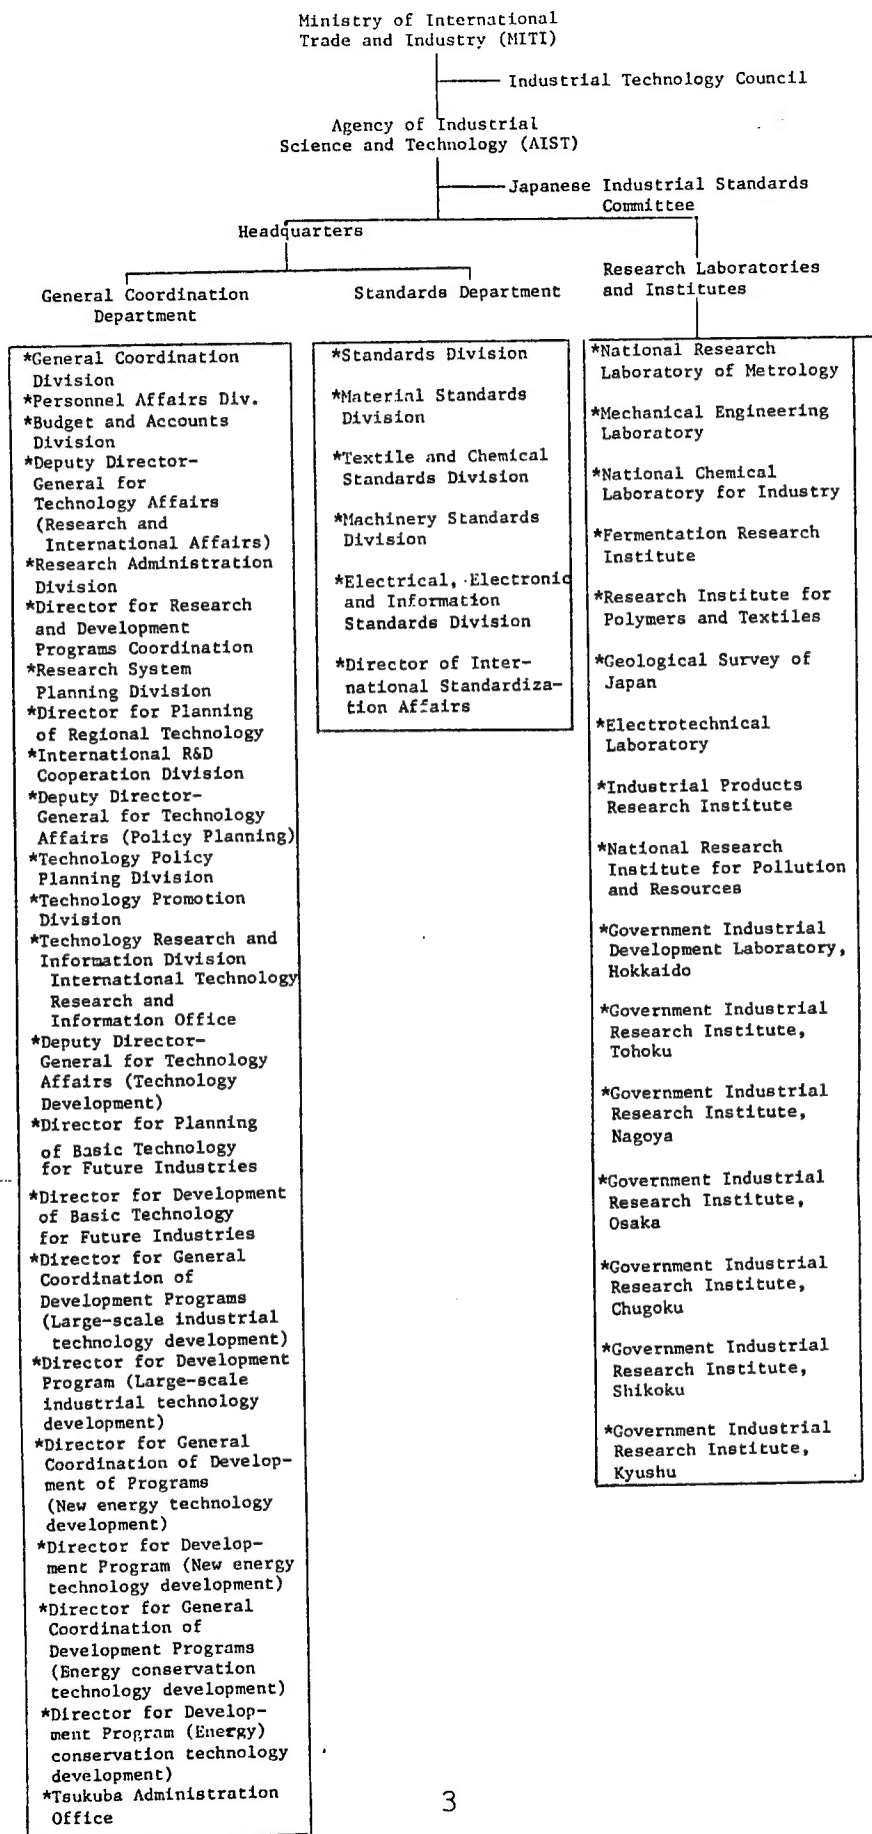 Ministry of International
Trade and Industry (MITI)
Industrial Technology Council
Agency of Industrial
Science and Technology (AIST)
Japanese Industrial Standards
Committee
Headquarters
General Coordination
Department
Standards Department
Research Laboratories
and Institutes
*General Coordination
Division
*Personnel Affairs Div.
*Budget and Accounts
Division
*Deputy Director-
General for
Technology Affairs
(Research and
International Affairs)
*Research Administration
Division
*Director for Research
and Development
Programs Coordination
*Research System
Planning Division
*Director for Planning
of Regional Technology
*International R&D
Cooperation Division
*Deputy Director-
General for Technology
Affairs (Policy Planning)
*Technology Policy
Planning Division
*Technology Promotion
Division
*Technology Research and
Information Division
International Technology
Research and
Information Office
*Deputy Director-
General for Technology
Affairs (Technology
Development)
*Director for Planning
of Basic Technology
for Future Industries
*Director for Development
of Basic Technology
for Future Industries
*Director for General
Coordination of
Development Programs
(Large-scale industrial
technology development)
*Director for Development
Program (Large-scale
industrial technology
development)
*Director for General
Coordination of Develop-
ment of Programs
(New energy technology
development)
*Director for Develop-
ment Program (New energy
technology development)
*Director for General
Coordination of
Development Programs
(Energy conservation
technology development)
*Director for Develop-
ment Program (Energy)
conservation technology
development)
*Tsukuba Administration
Office
*Standards Division
*Material Standards
Division
*Textile and Chemical
Standards Division
*Machinery Standards
Division
*Electrical, Electronic
and Information
Standards Division
*Director of Inter-
national Standardiza-
tion Affairs
*National Research
Laboratory of Metrology
*Mechanical Engineering
Laboratory
*National Chemical
Laboratory for Industry
*Fermentation Research
Institute
*Research Institute for
Polymers and Textiles
*Geological Survey of
Japan
*Electrotechnical
Laboratory
*Industrial Products
Research Institute
*National Research
Institute for Pollution
and Resources
*Government Industrial
Development Laboratory,
Hokkaido
*Government Industrial
Research Institute,
Tohoku
*Government Industrial
Research Institute,
Nagoya
*Government Industrial
Research Institute,
Osaka
*Government Industrial
Research Institute,
Chugoku
*Government Industrial
Research Institute,
Shikoku
*Government Industrial
Research Institute,
Kyushu
3